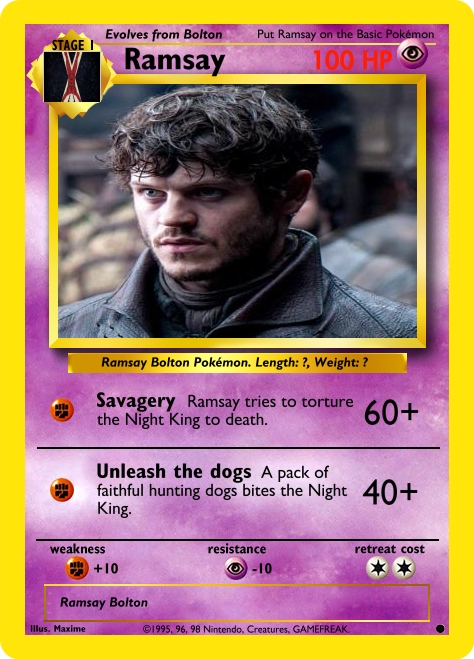 Evolves from Bolton
Put Ramsay on the Basic Pokémon
STAGE 1
Ramsay
100 HP
Ramsay Bolton Pokémon. Length: ?, Weight: ?
Savagery Ramsay tries to torture
the Night King to death.
60+
Unleash the dogs A pack of
faithful hunting dogs bites the Night
King.
40+
weakness
resistance
retreat cost
+10
-10
Ramsay Bolton
Illus. Maxime
©1995, 96, 98 Nintendo, Creatures, GAMEFREAK.